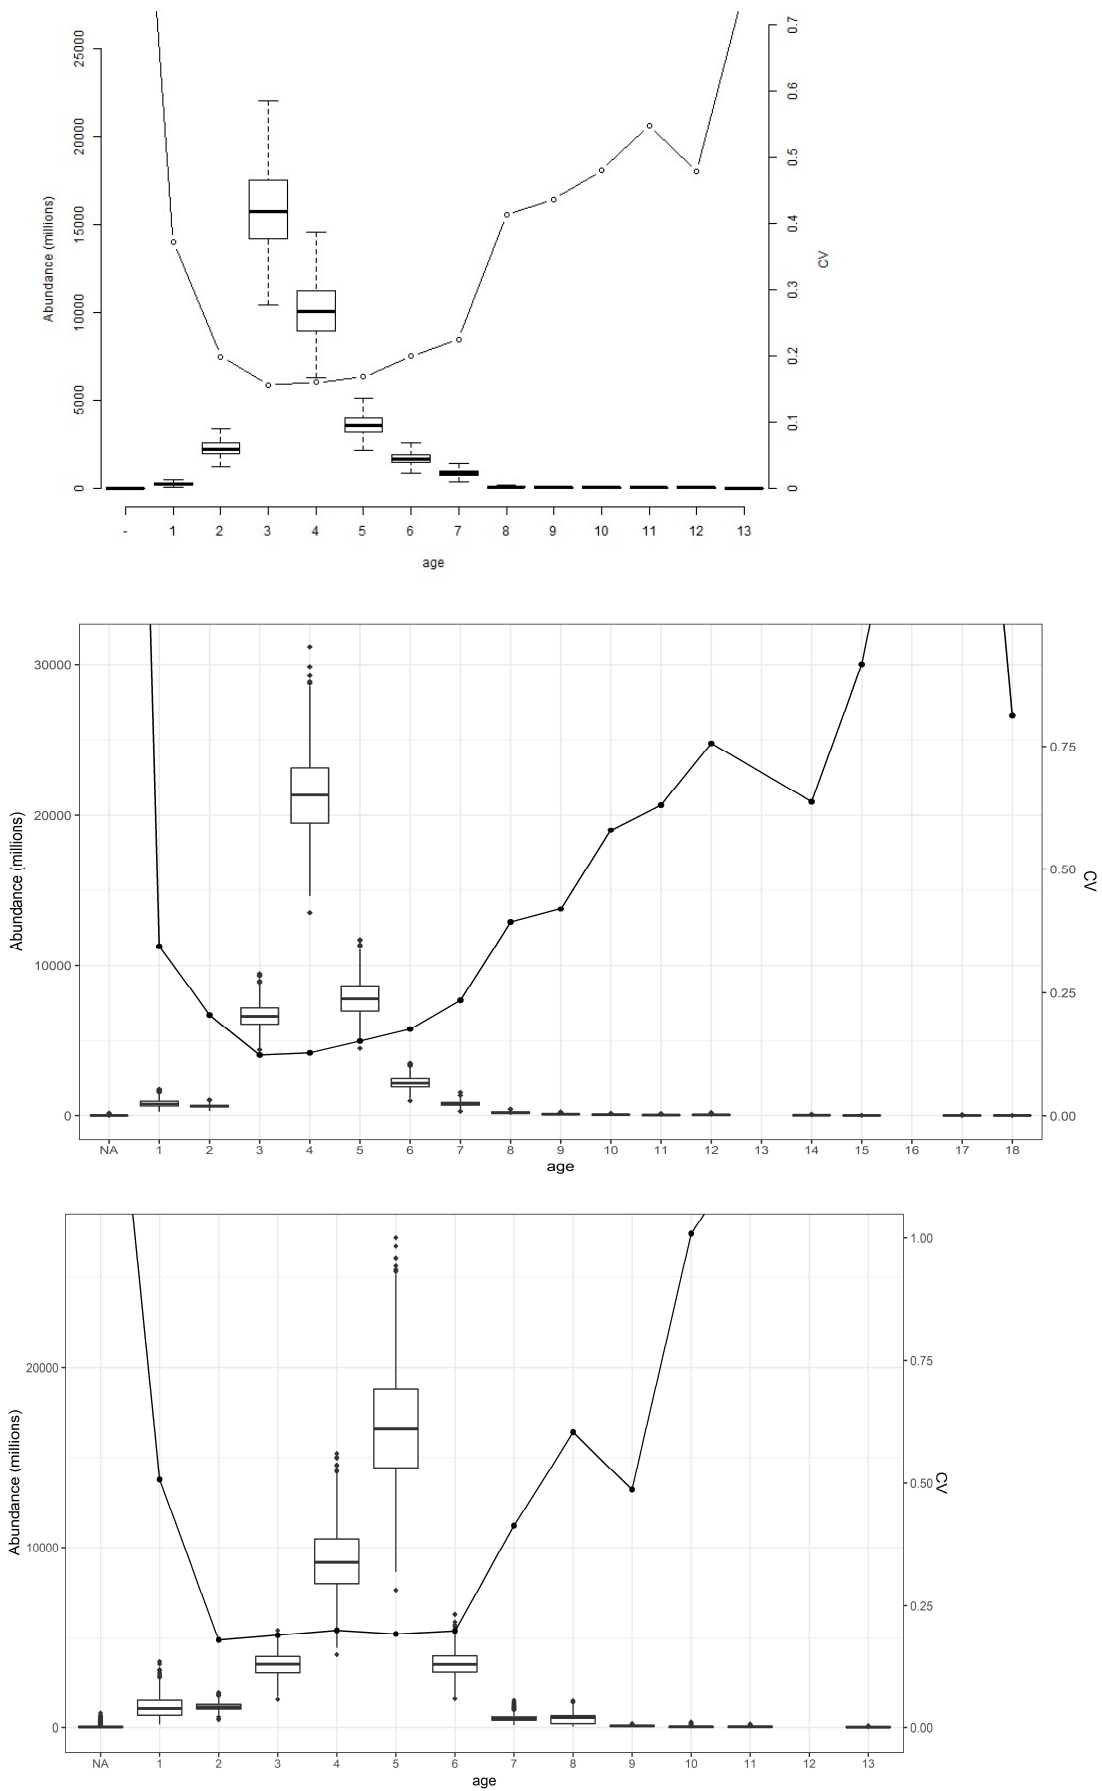 25000
20000
15000
10000
5000
0
Abundance (millions)
0.7
0.6
0.5
0.4
0.3
0.2
0.1
0
CV
- 1 2 3 4 5 6 7 8 9 10 11 12 13
age
30000
20000
10000
0
Abundance (millions)
0.75
0.50
0.25
0.00
CV
NA 1 2 3 4 5 6 7 8 9 10 11 12 13 14 15 16 17 18
age
20000
10000
0
Abundance (millions)
1.00
0.75
0.50
0.25
0.00
CV
NA 1 2 3 4 5 6 7 8 9 10 11 12 13
age